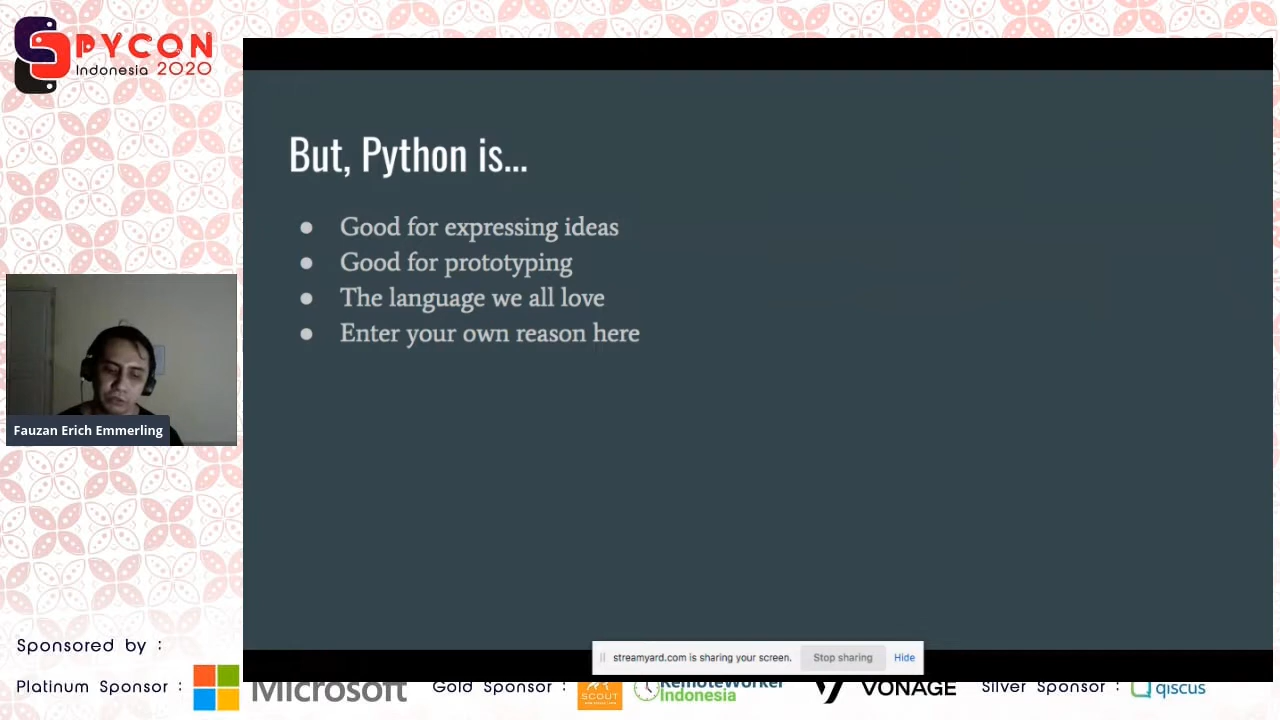 PYCON
Indonesia 2020
But, Python is...
● Good for expressing ideas
● Good for prototyping
● The language we all love
● Enter your own reason here
Fauzan Erich Emmerling
streamyard.com is sharing your screen. Stop sharing Hide
Sponsored by :
Platinum Sponsor : Microsoft Gold Sponsor : SCOUT RemoteWorker Indonesia VONAGE Silver Sponsor : qiscus